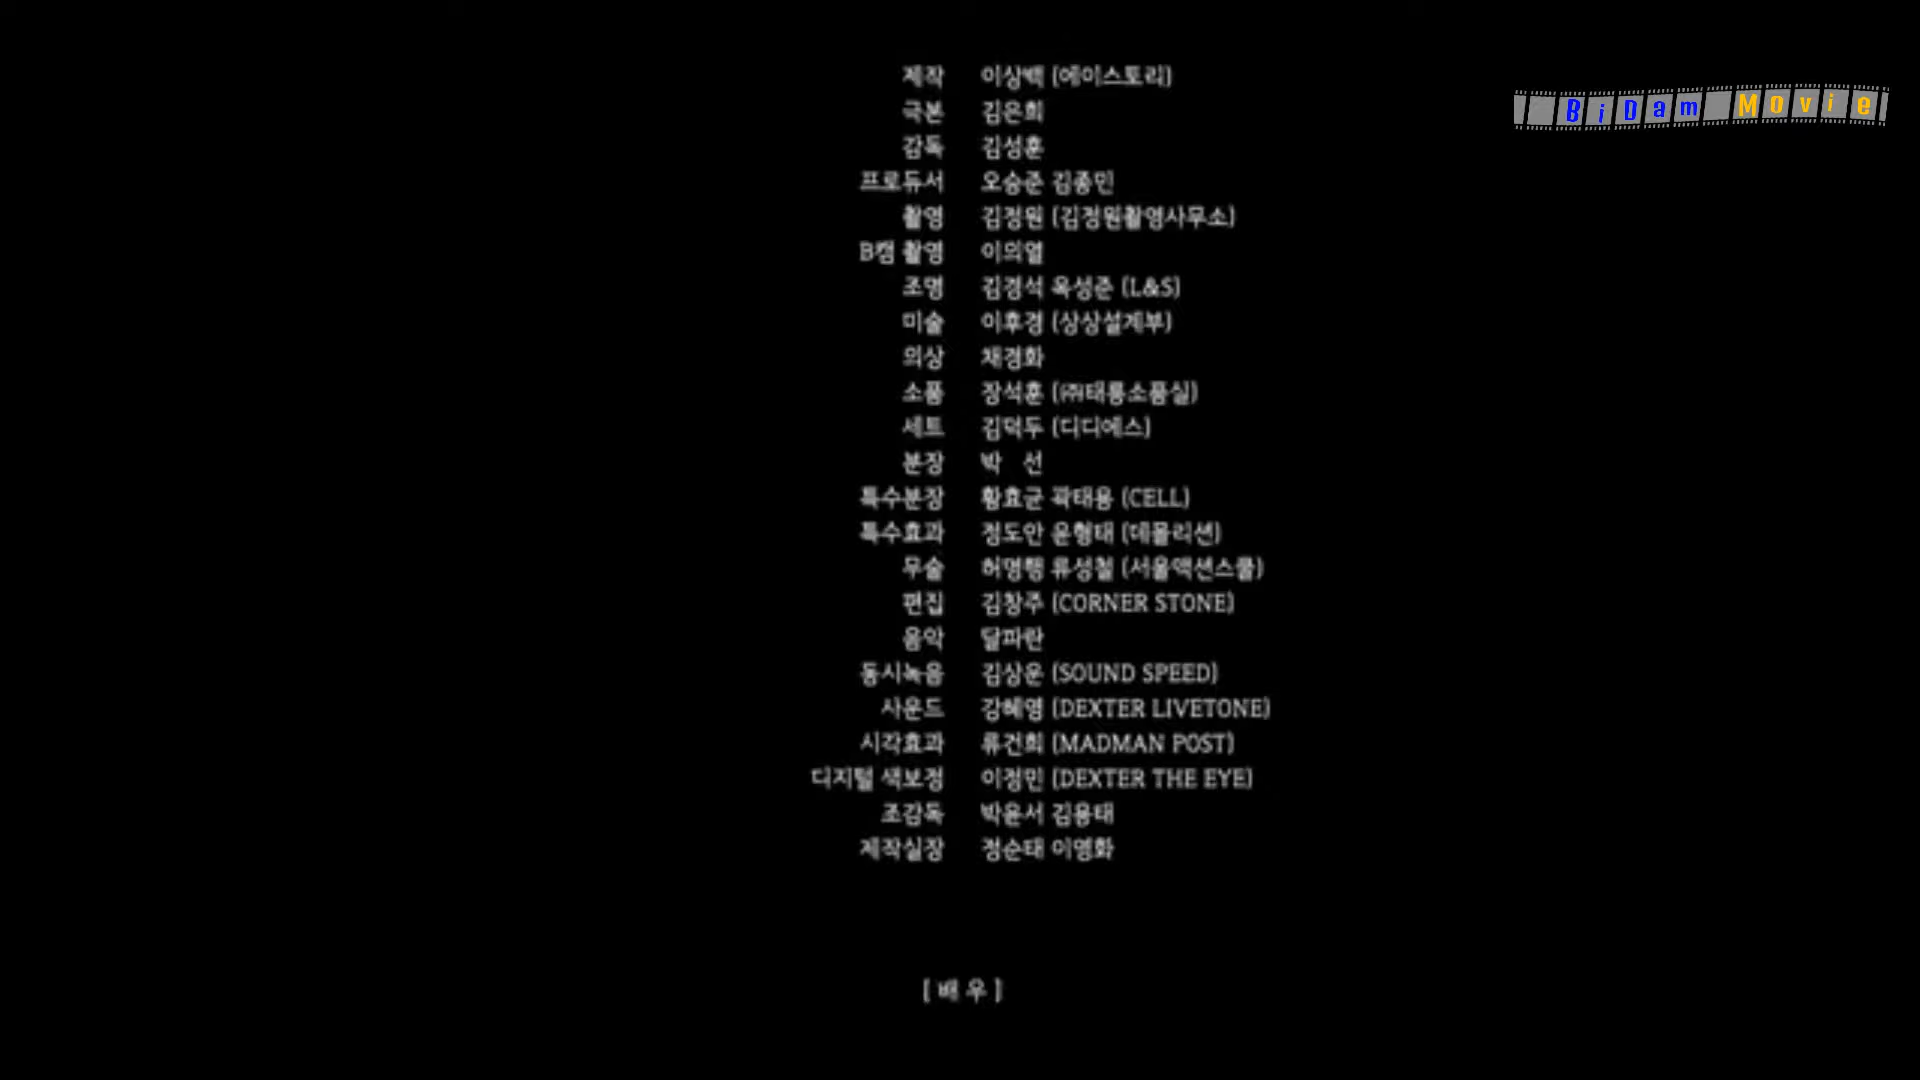 BiDam Movie
제작 이상백 (에이스토리)
극본 김은희
감독 김성훈
프로듀서 오승준 김종민
촬영 김정원 (김정원촬영사무소)
B캠 촬영 이의열
조명 김경석 옥성준 (L&S)
미술 이후경 (상상설계부)
의상 채경화
소품 장석훈 (㈜태룡소품실)
세트 김덕두 (디디에스)
분장 박 선
특수분장 황효균 곽태용 (CELL)
특수효과 정도안 윤형태 (데몰리션)
무술 허명행 류성철 (서울액션스쿨)
편집 김창주 (CORNER STONE)
음악 달파란
동시녹음 김상운 (SOUND SPEED)
사운드 강혜영 (DEXTER LIVETONE)
시각효과 류건희 (MADMAN POST)
디지털 색보정 이정민 (DEXTER THE EYE)
조감독 박윤서 김용태
제작실장 정순태 이영화
[ 배 우 ]